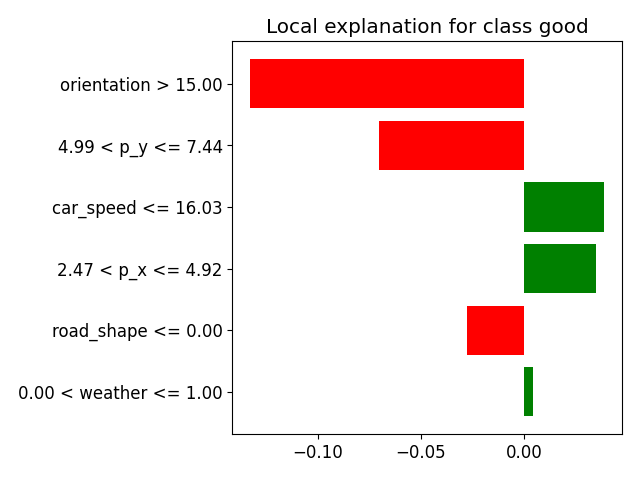 Local explanation for class good
orientation > 15.00
4.99 < p_y <= 7.44
car_speed <= 16.03
2.47 < p_x <= 4.92
road_shape <= 0.00
0.00 < weather <= 1.00
−0.10 −0.05 0.00